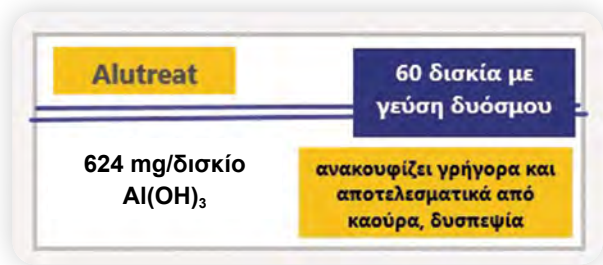 Alutreat
60 δισκία με
γεύση δυόσμου
624 mg/δισκίο
Al(OH)₃
ανακουφίζει γρήγορα και
αποτελεσματικά από
καούρα, δυσπεψία